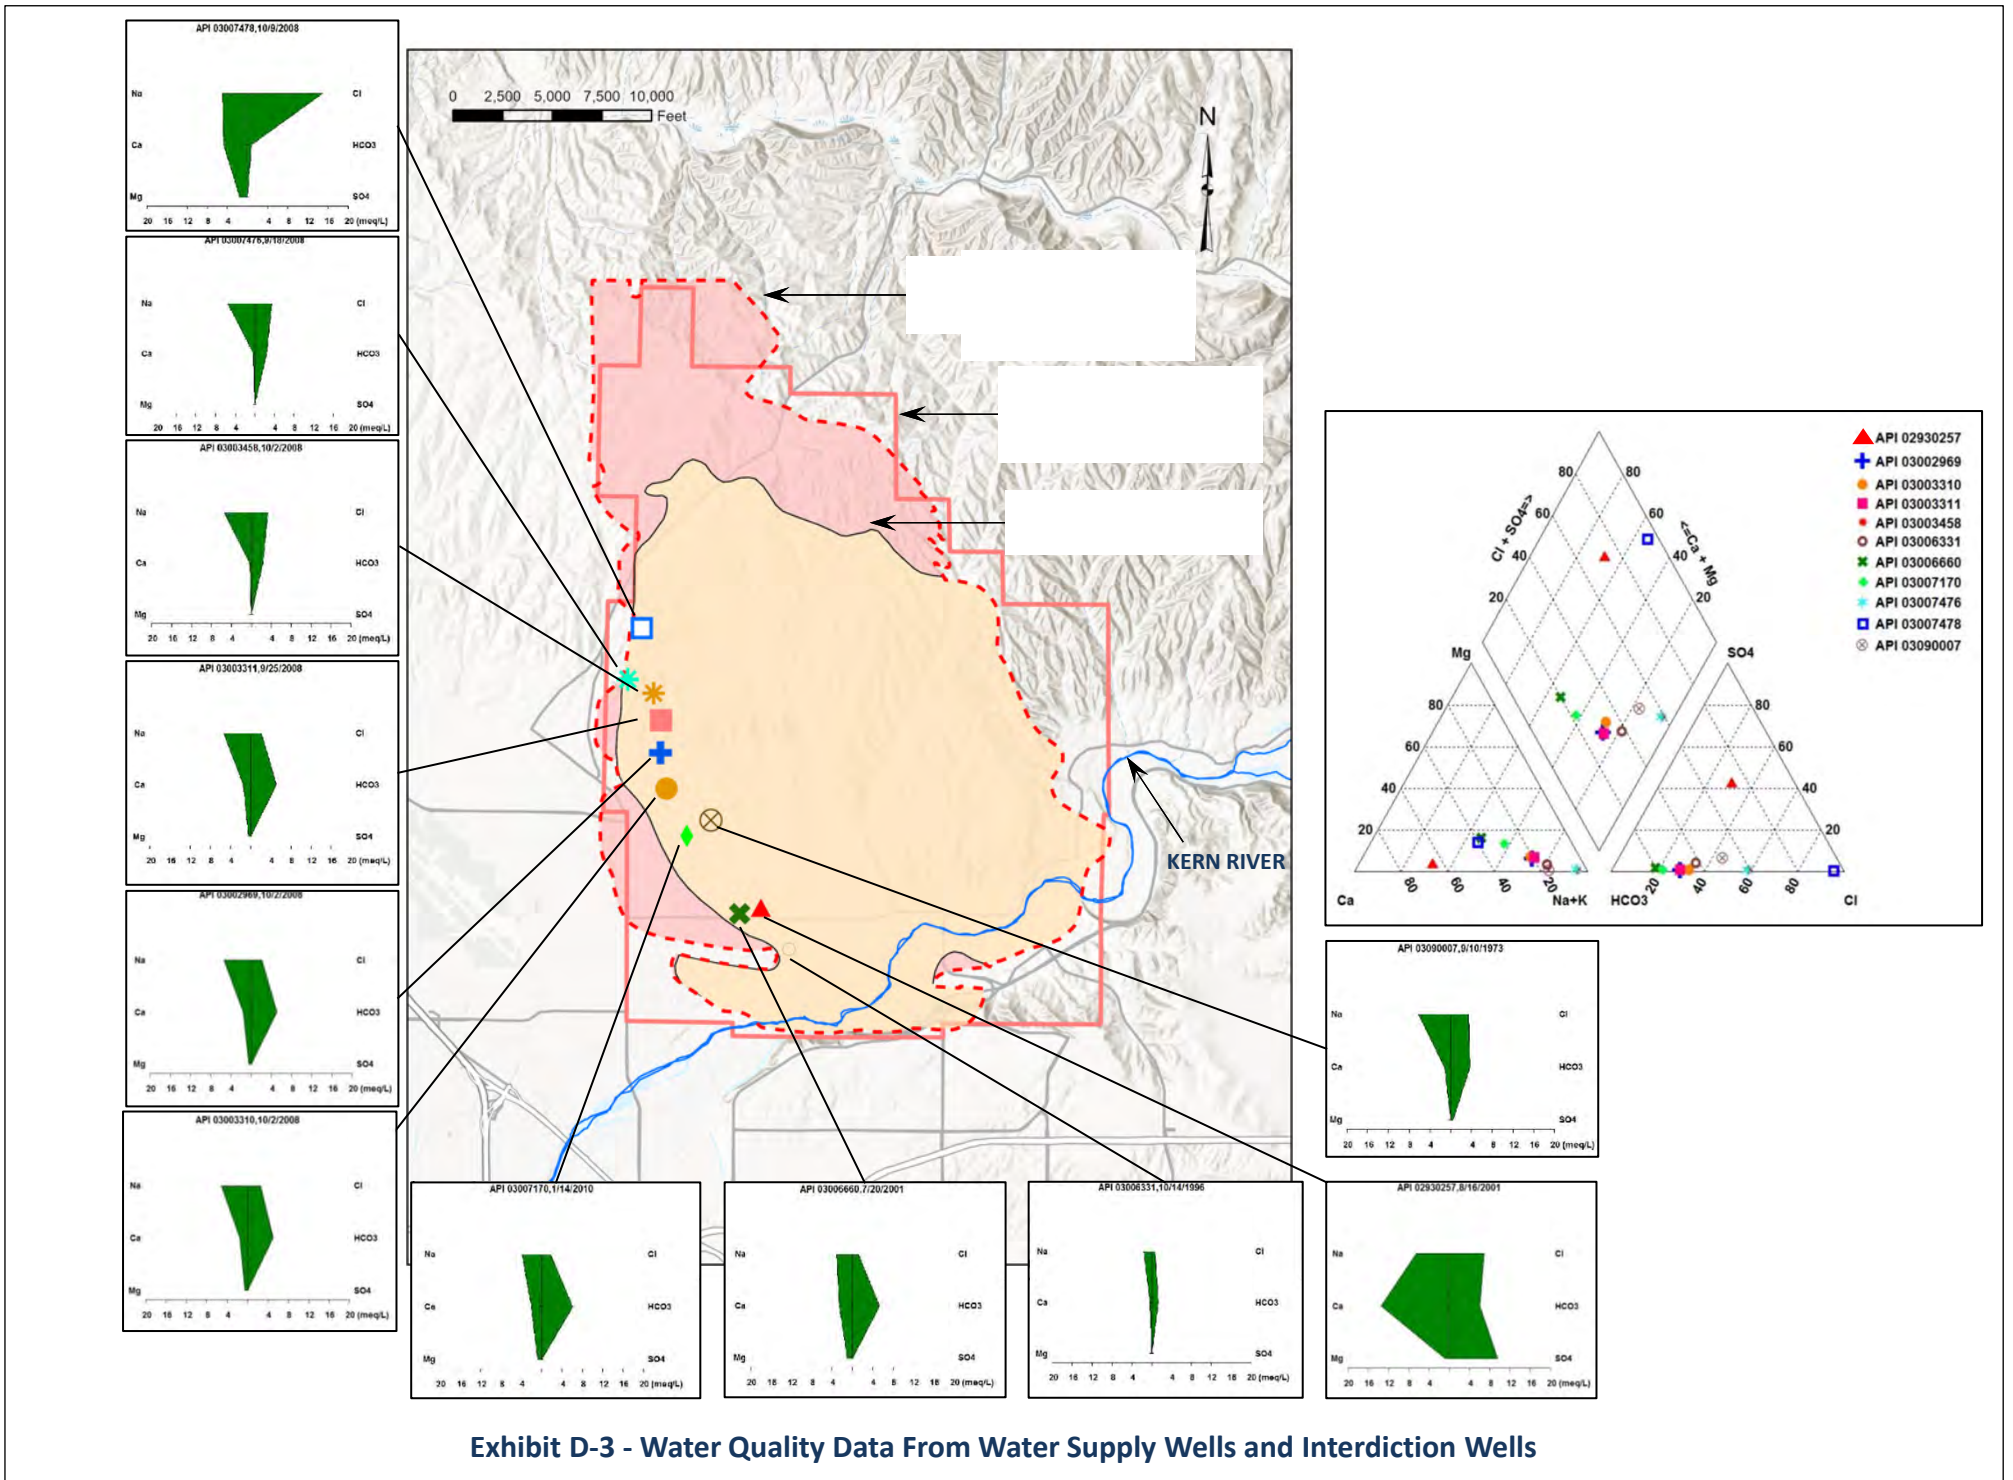 API 03007478,10/9/2008
Na Cl
Ca HCO3
Mg SO4
20 16 12 8 4 4 8 12 16 20 (meq/L)
API 03007476,9/18/2008
Na Cl
Ca HCO3
Mg SO4
20 16 12 8 4 4 8 12 16 20 (meq/L)
API 03003458,10/2/2008
Na Cl
Ca HCO3
Mg SO4
20 16 12 8 4 4 8 12 16 20 (meq/L)
API 03003311,9/25/2008
Na Cl
Ca HCO3
Mg SO4
20 16 12 8 4 4 8 12 16 20 (meq/L)
API 03002969,10/2/2008
Na Cl
Ca HCO3
Mg SO4
20 16 12 8 4 4 8 12 16 20 (meq/L)
API 03003310,10/2/2008
Na Cl
Ca HCO3
Mg SO4
20 16 12 8 4 4 8 12 16 20 (meq/L)
0 2,500 5,000 7,500 10,000
Feet
N
KERN RIVER
API 02930257
API 03002969
API 03003310
API 03003311
API 03003458
API 03006331
API 03006660
API 03007170
API 03007476
API 03007478
API 03090007
80 80
60 60
40 40
20 20
Cl + SO4=>
<=Ca + Mg
Mg SO4
80 80
60 60
40 40
20 20
80 60 40 20 20 40 60 80
Ca Na+K HCO3 Cl
API 03090007,9/10/1973
Na Cl
Ca HCO3
Mg SO4
20 16 12 8 4 4 8 12 16 20 (meq/L)
API 03007170,1/14/2010
Na Cl
Ca HCO3
Mg SO4
20 16 12 8 4 4 8 12 16 20 (meq/L)
API 03006660,7/20/2001
Na Cl
Ca HCO3
Mg SO4
20 16 12 8 4 4 8 12 16 20 (meq/L)
API 03006331,10/14/1996
Na Cl
Ca HCO3
Mg SO4
20 16 12 8 4 4 8 12 16 20 (meq/L)
API 02930257,8/16/2001
Na Cl
Ca HCO3
Mg SO4
20 16 12 8 4 4 8 12 16 20 (meq/L)
Exhibit D-3 - Water Quality Data From Water Supply Wells and Interdiction Wells